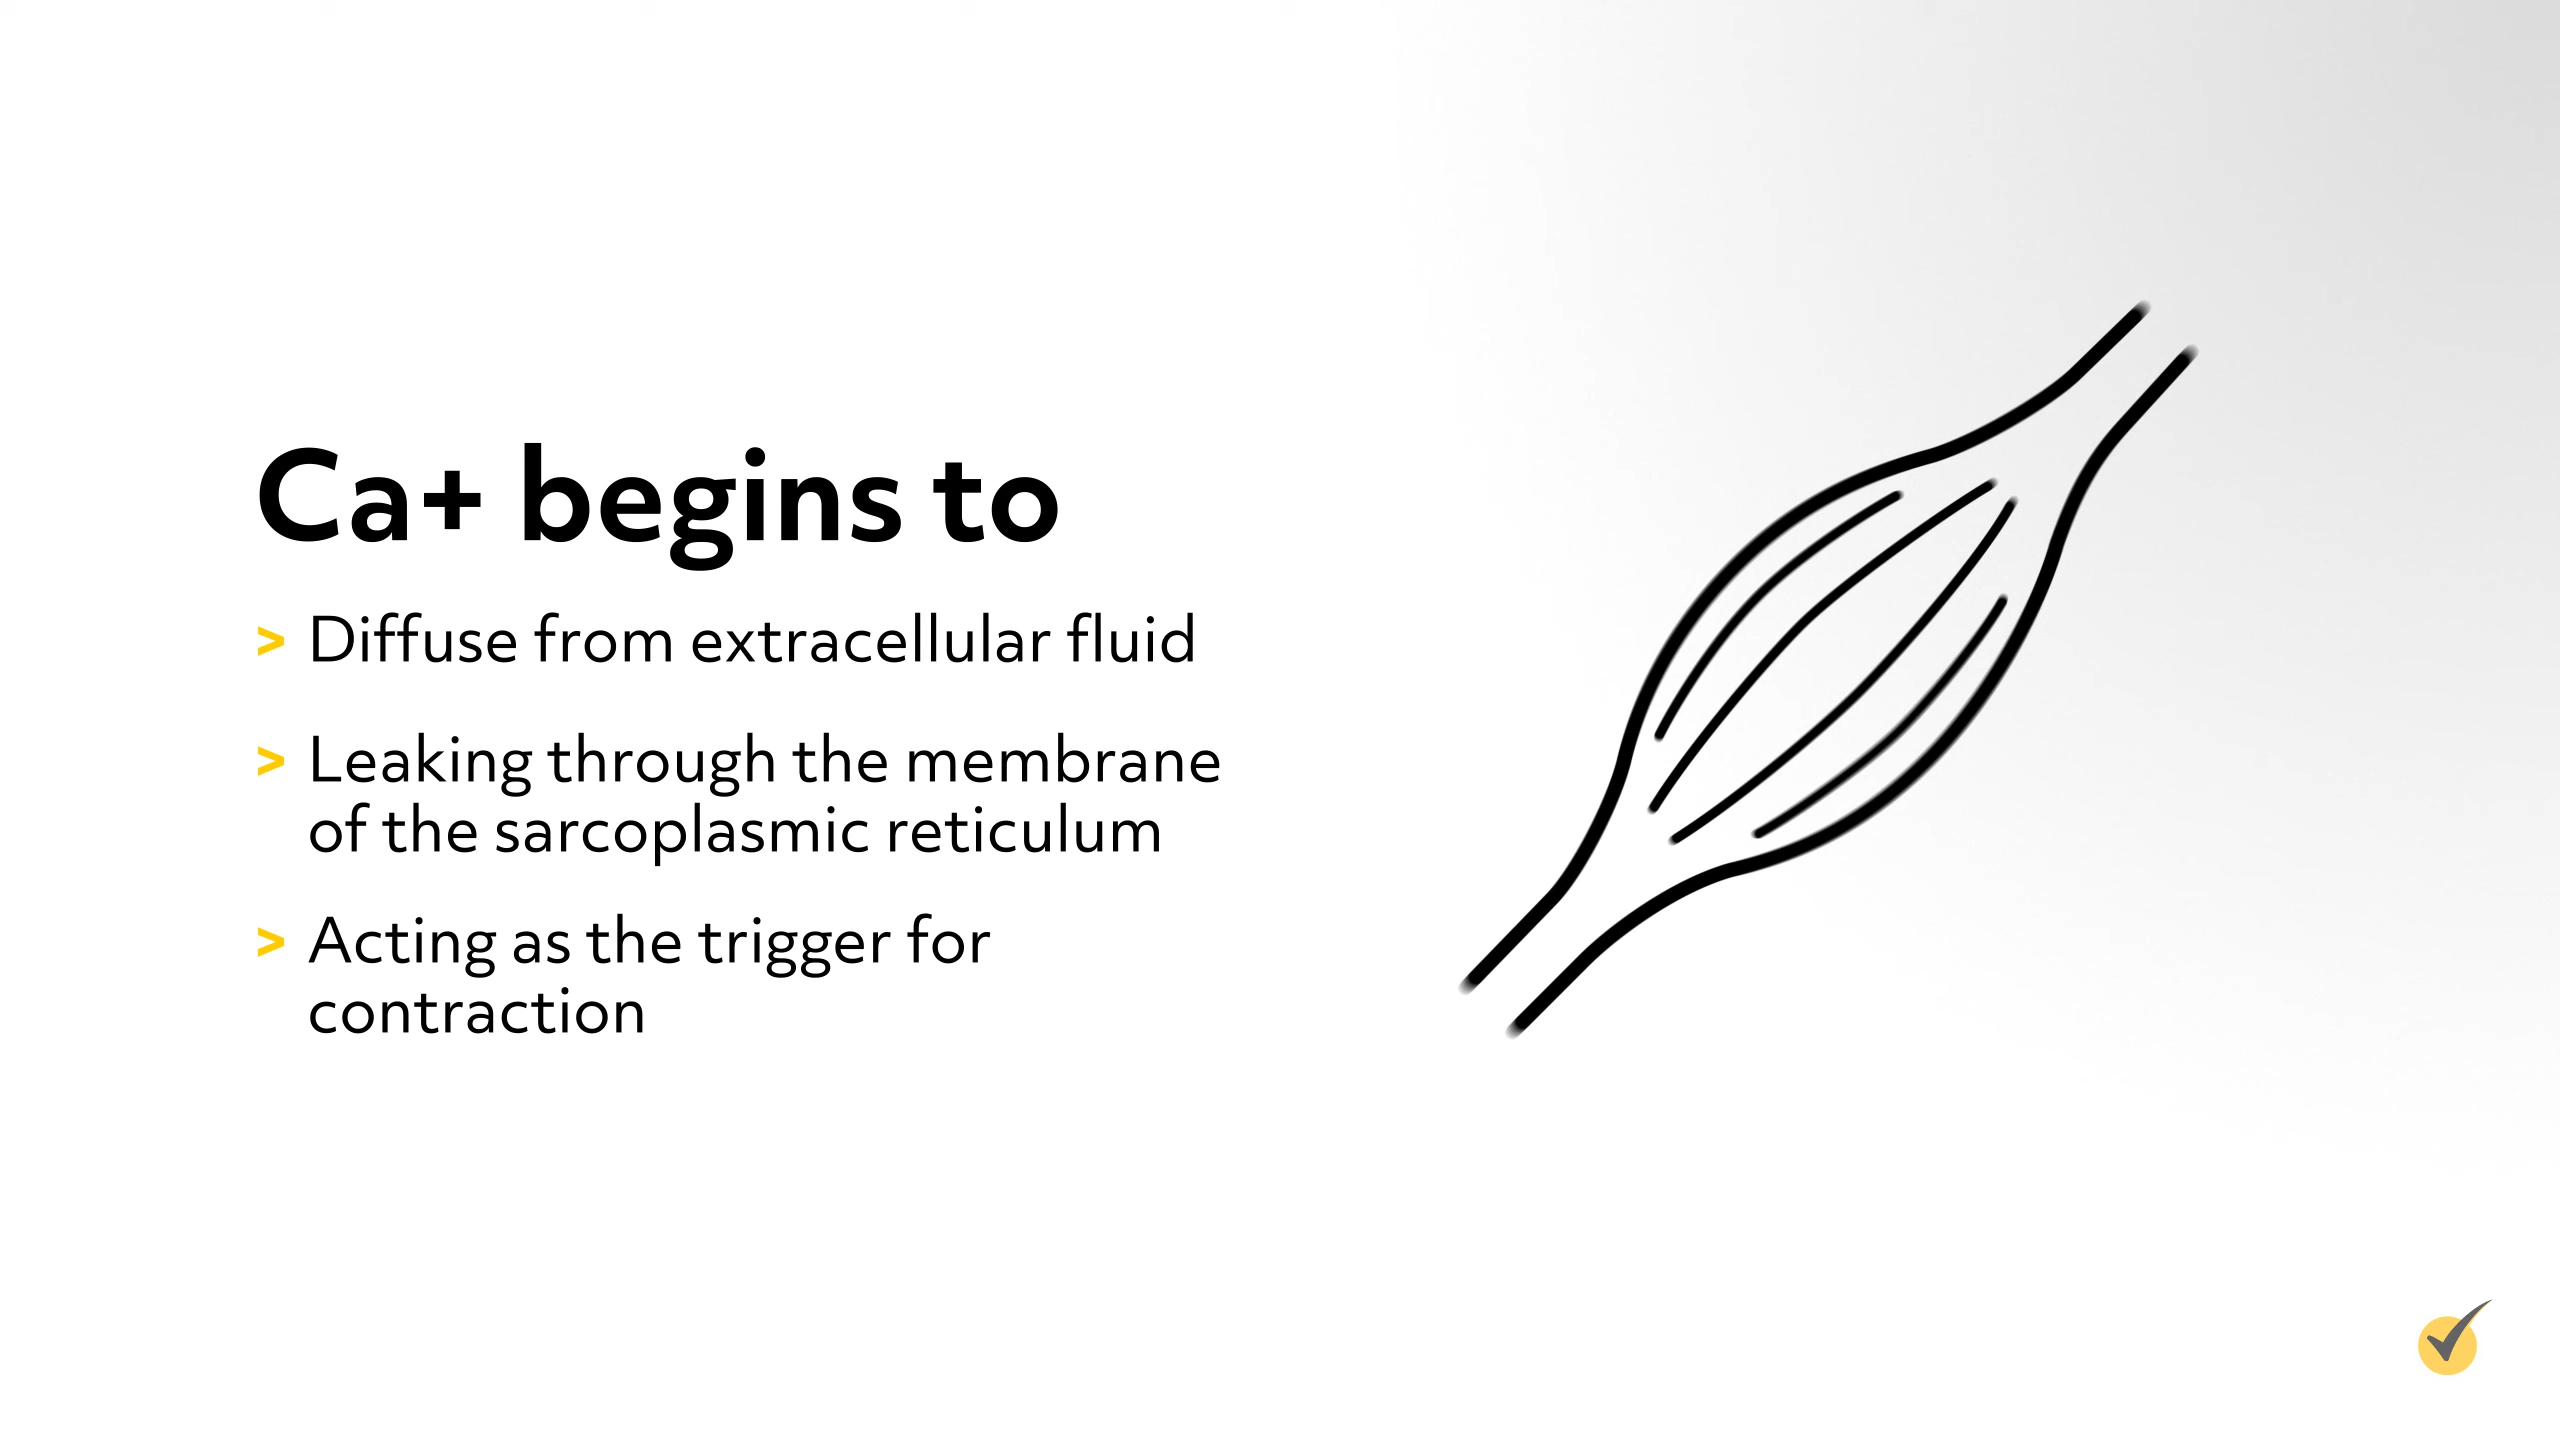 Ca+ begins to
> Diffuse from extracellular fluid
> Leaking through the membrane
of the sarcoplasmic reticulum
> Acting as the trigger for
contraction